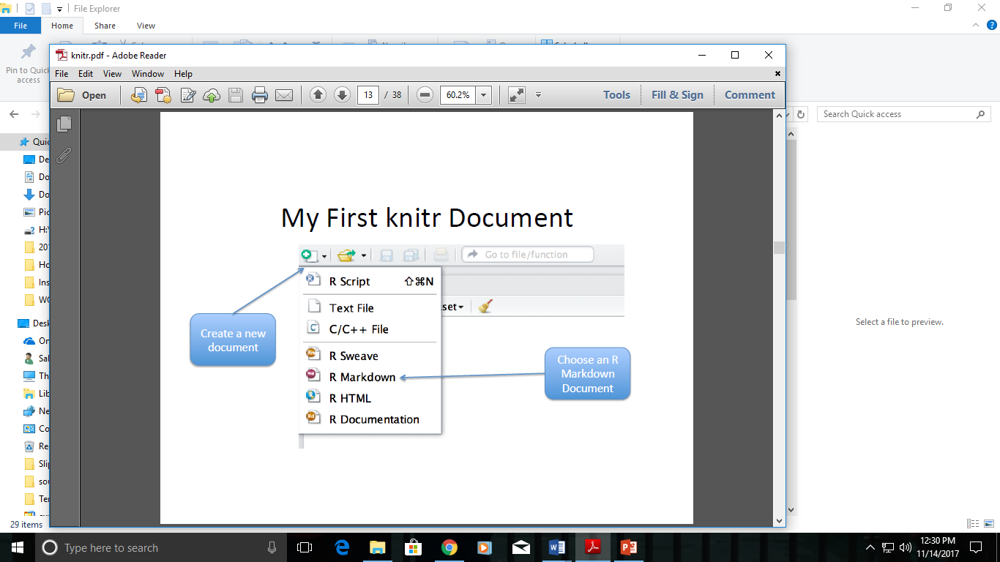 File Explorer
File
Home
Share
View
Pin to Quick
access
knitr.pdf - Adobe Reader
File Edit View Window Help
Open
13 / 38
60.2%
Tools
Fill & Sign
Comment
Search Quick access
My First knitr Document
Go to file/function
R Script ⇧⌘N
Text File
C/C++ File
R Sweave
R Markdown
R HTML
R Documentation
Create a new
document
Choose an R
Markdown
Document
Select a file to preview.
29 items
Type here to search
12:30 PM
11/14/2017